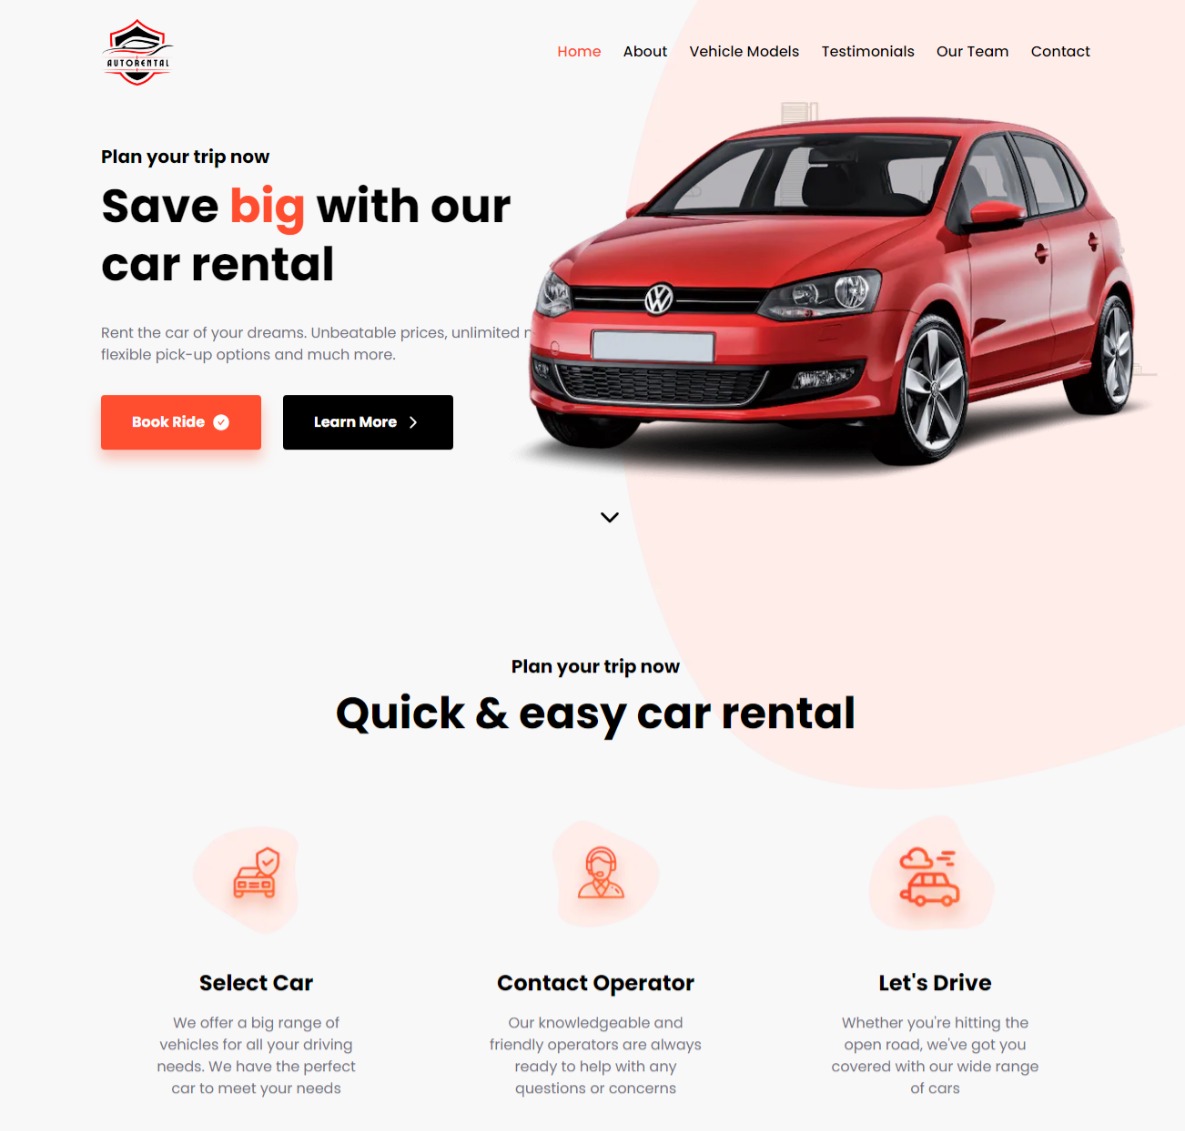 AUTORENTAL
Home About Vehicle Models Testimonials Our Team Contact
Plan your trip now
Save big with our
car rental
Rent the car of your dreams. Unbeatable prices, unlimited
flexible pick-up options and much more.
Book Ride Learn More
Plan your trip now
Quick & easy car rental
Select Car
We offer a big range of
vehicles for all your driving
needs. We have the perfect
car to meet your needs
Contact Operator
Our knowledgeable and
friendly operators are always
ready to help with any
questions or concerns
Let's Drive
Whether you're hitting the
open road, we've got you
covered with our wide range
of cars